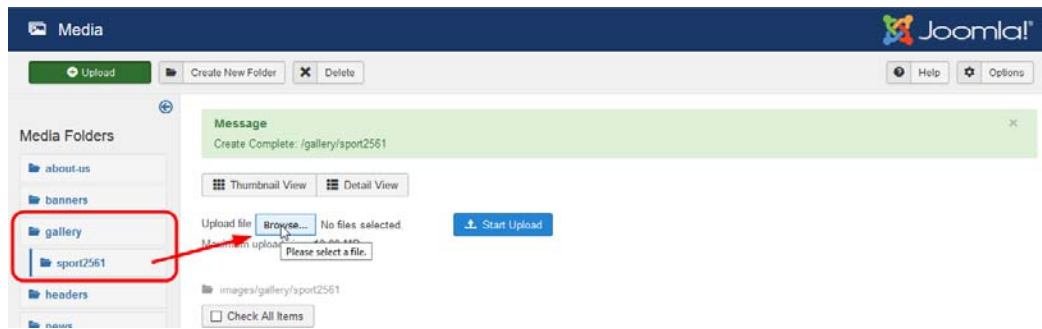 Media
Joomla!
Upload
Create New Folder
Delete
Help
Options
Media Folders
about-us
banners
gallery
sport2561
headers
news
Message
Create Complete: /gallery/sport2561
×
Thumbnail View
Detail View
Upload file Browse... No files selected.
Start Upload
Please select a file.
images/gallery/sport2561
Check All Items